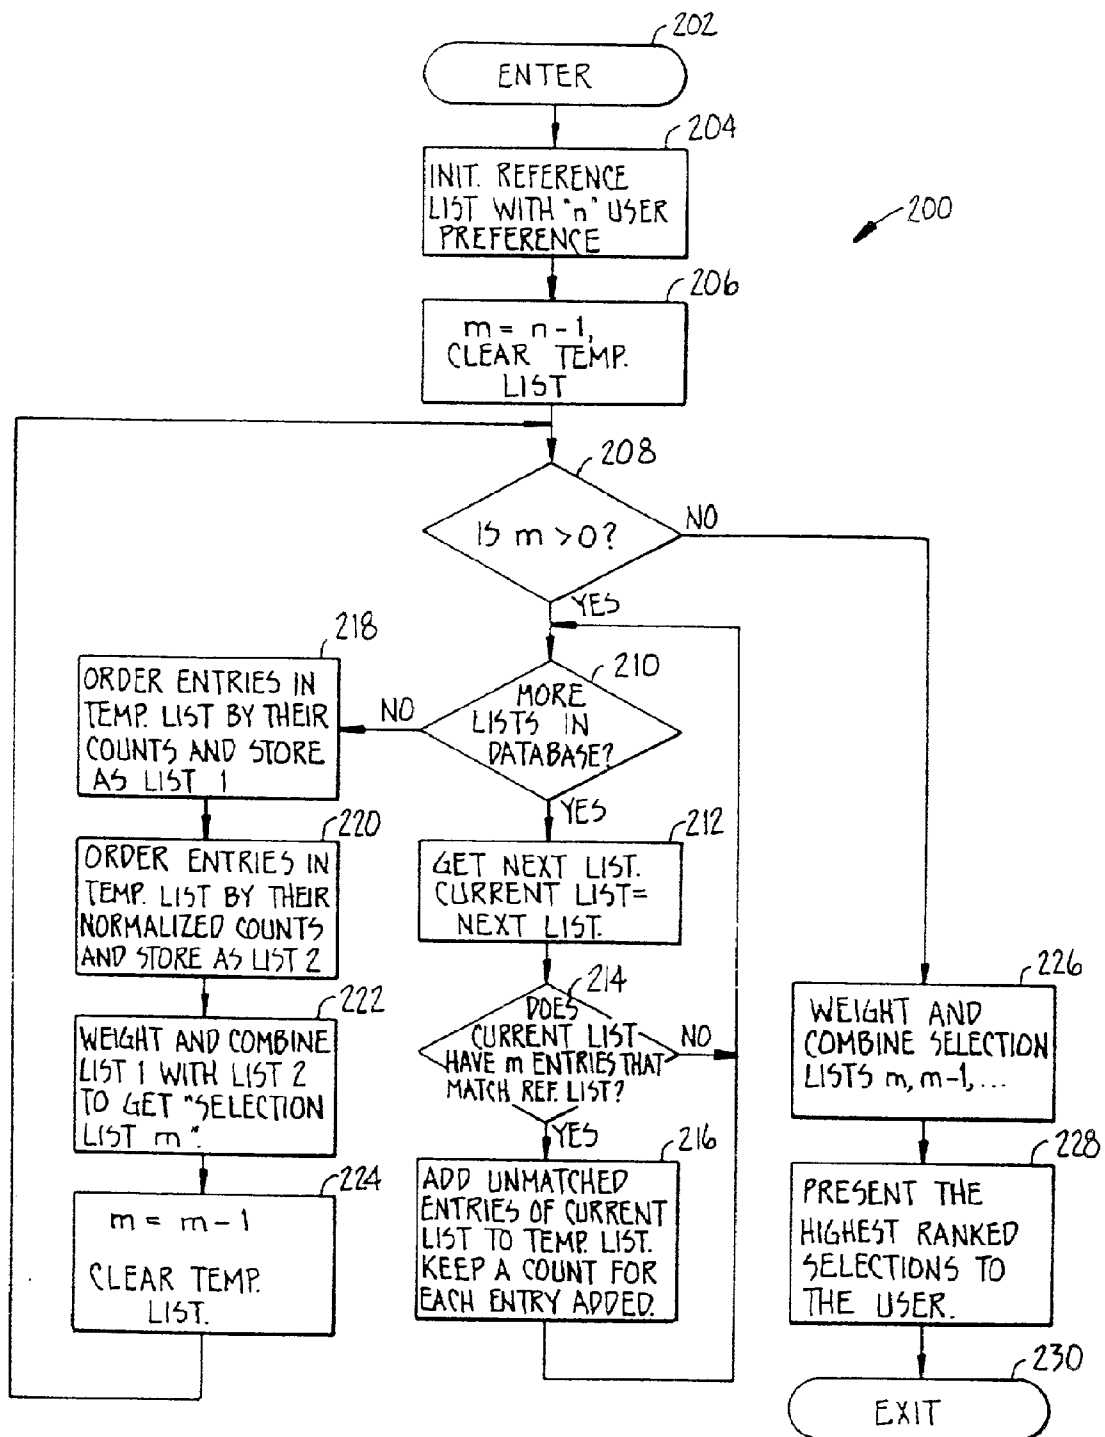 202
ENTER
204
INIT. REFERENCE
LIST WITH "n" USER
PREFERENCE
200
206
m = n - 1,
CLEAR TEMP.
LIST
208
IS m > 0?
NO
YES
218
ORDER ENTRIES IN
TEMP. LIST BY THEIR
COUNTS AND STORE
AS LIST 1
210
MORE
LISTS IN
DATABASE?
NO
YES
220
ORDER ENTRIES IN
TEMP. LIST BY THEIR
NORMALIZED COUNTS
AND STORE AS LIST 2
212
GET NEXT LIST.
CURRENT LIST=
NEXT LIST.
222
WEIGHT AND COMBINE
LIST 1 WITH LIST 2
TO GET "SELECTION
LIST m".
214
DOES
CURRENT LIST
HAVE m ENTRIES THAT
MATCH REF. LIST?
NO
YES
226
WEIGHT AND
COMBINE SELECTION
LISTS m, m-1, ...
224
m = m - 1
CLEAR TEMP.
LIST.
216
ADD UNMATCHED
ENTRIES OF CURRENT
LIST TO TEMP. LIST.
KEEP A COUNT FOR
EACH ENTRY ADDED.
228
PRESENT THE
HIGHEST RANKED
SELECTIONS TO
THE USER.
230
EXIT